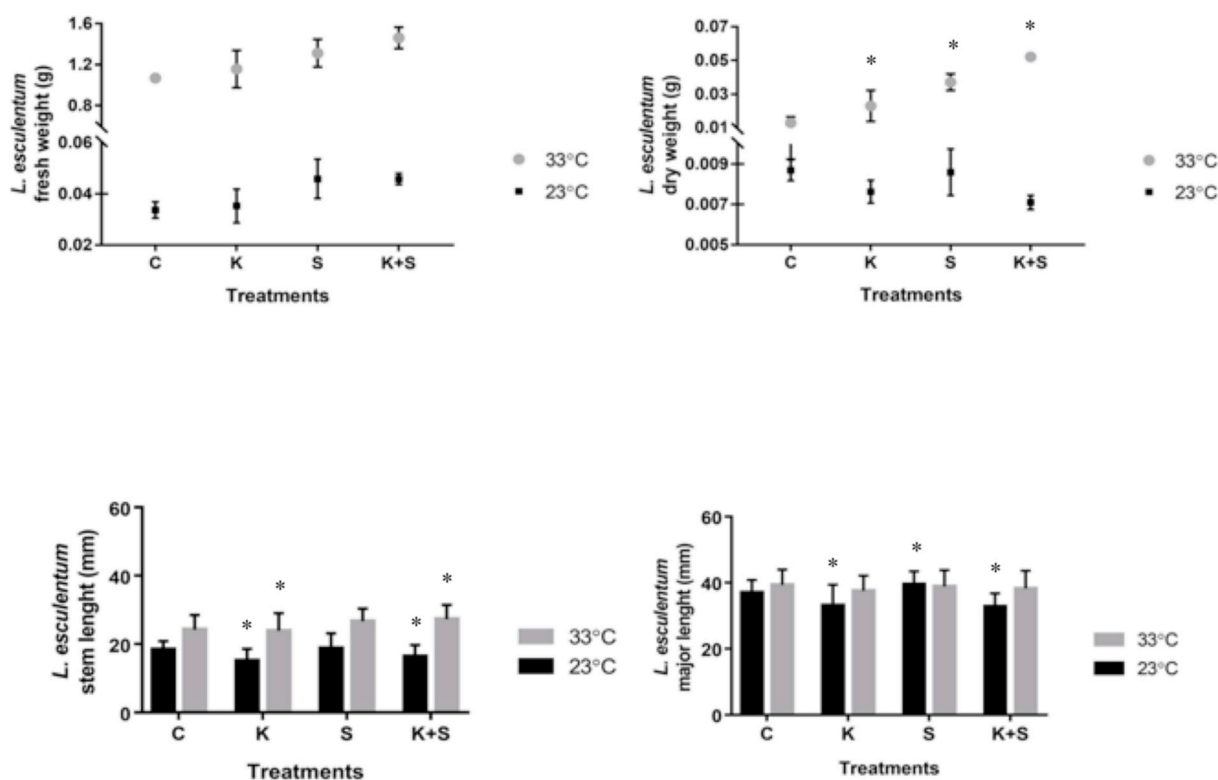 L. esculentum
fresh weight (g)
1.6
1.2
0.8
0.06
0.04
0.02
C K S K+S
Treatments
33°C
23°C
L. esculentum
dry weight (g)
0.07
0.05
0.03
0.01
0.009
0.007
0.005
* * *
C K S K+S
Treatments
33°C
23°C
L. esculentum
stem lenght (mm)
60
40
20
0
* * * *
C K S K+S
Treatments
33°C
23°C
L. esculentum
major lenght (mm)
60
40
20
0
* * *
C K S K+S
Treatments
33°C
23°C